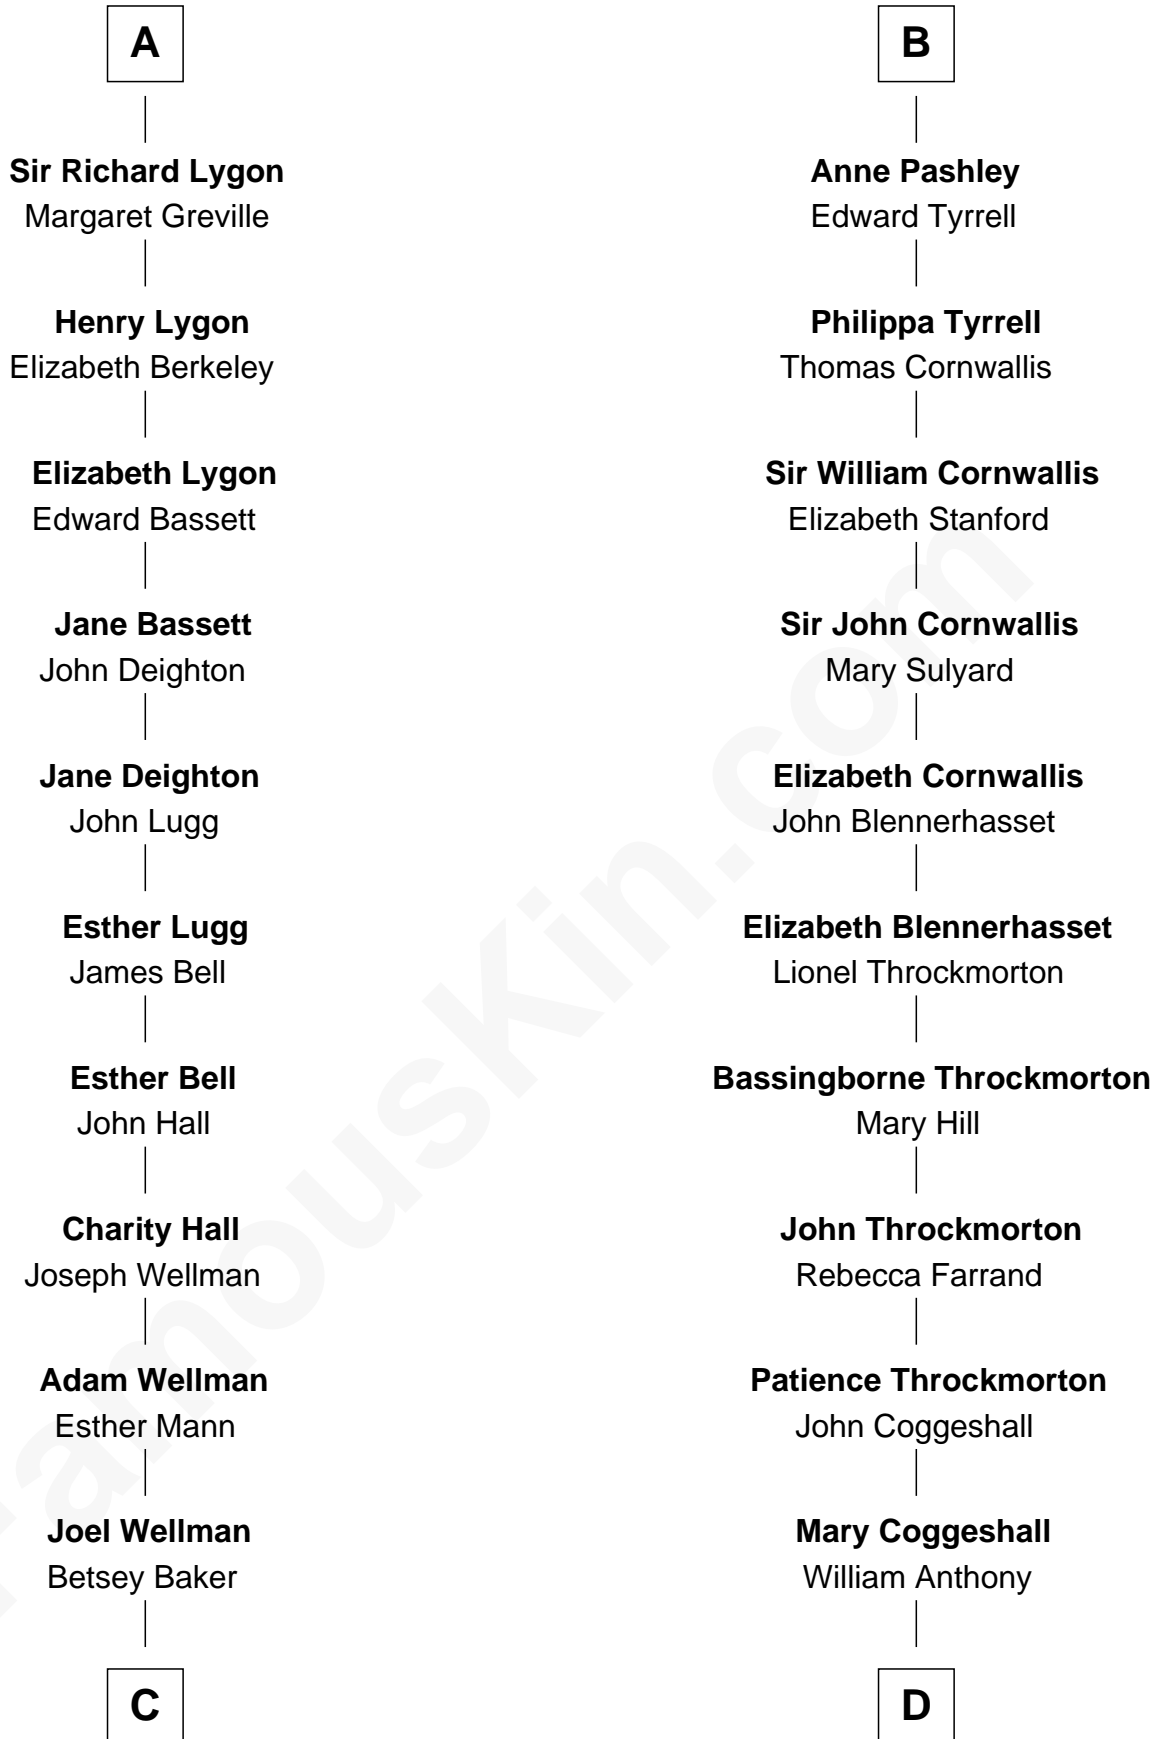 A
Sir Richard Lygon
Margaret Greville
Henry Lygon
Elizabeth Berkeley
Elizabeth Lygon
Edward Bassett
Jane Bassett
John Deighton
Jane Deighton
John Lugg
Esther Lugg
James Bell
Esther Bell
John Hall
Charity Hall
Joseph Wellman
Adam Wellman
Esther Mann
Joel Wellman
Betsey Baker
C
B
Anne Pashley
Edward Tyrrell
Philippa Tyrrell
Thomas Cornwallis
Sir William Cornwallis
Elizabeth Stanford
Sir John Cornwallis
Mary Sulyard
Elizabeth Cornwallis
John Blennerhasset
Elizabeth Blennerhasset
Lionel Throckmorton
Bassingborne Throckmorton
Mary Hill
John Throckmorton
Rebecca Farrand
Patience Throckmorton
John Coggeshall
Mary Coggeshall
William Anthony
D
FamousKin.com